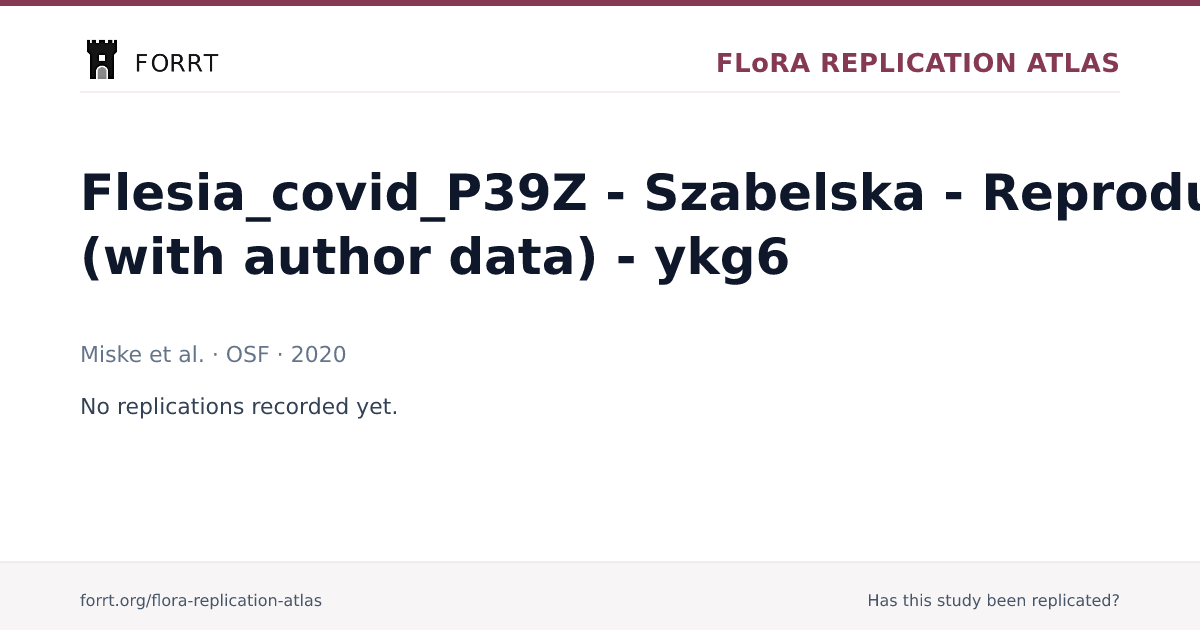 FORRT
FLoRA REPLICATION ATLAS
Flesia_covid_P39Z - Szabelska -
(with author data) - ykg6
Miske et al. · OSF · 2020
No replications recorded yet.
forrt.org/flora-replication-atlas
Has this study been replicated?